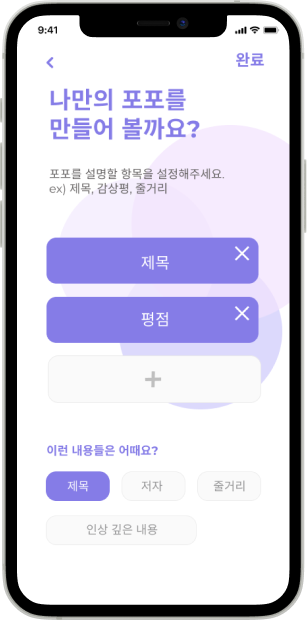 9:41
완료
나만의 포포를
만들어 볼까요?
포포를 설명할 항목을 설정해주세요.
ex) 제목, 감상평, 줄거리
제목
평점
이런 내용들은 어때요?
제목 저자 줄거리
인상 깊은 내용